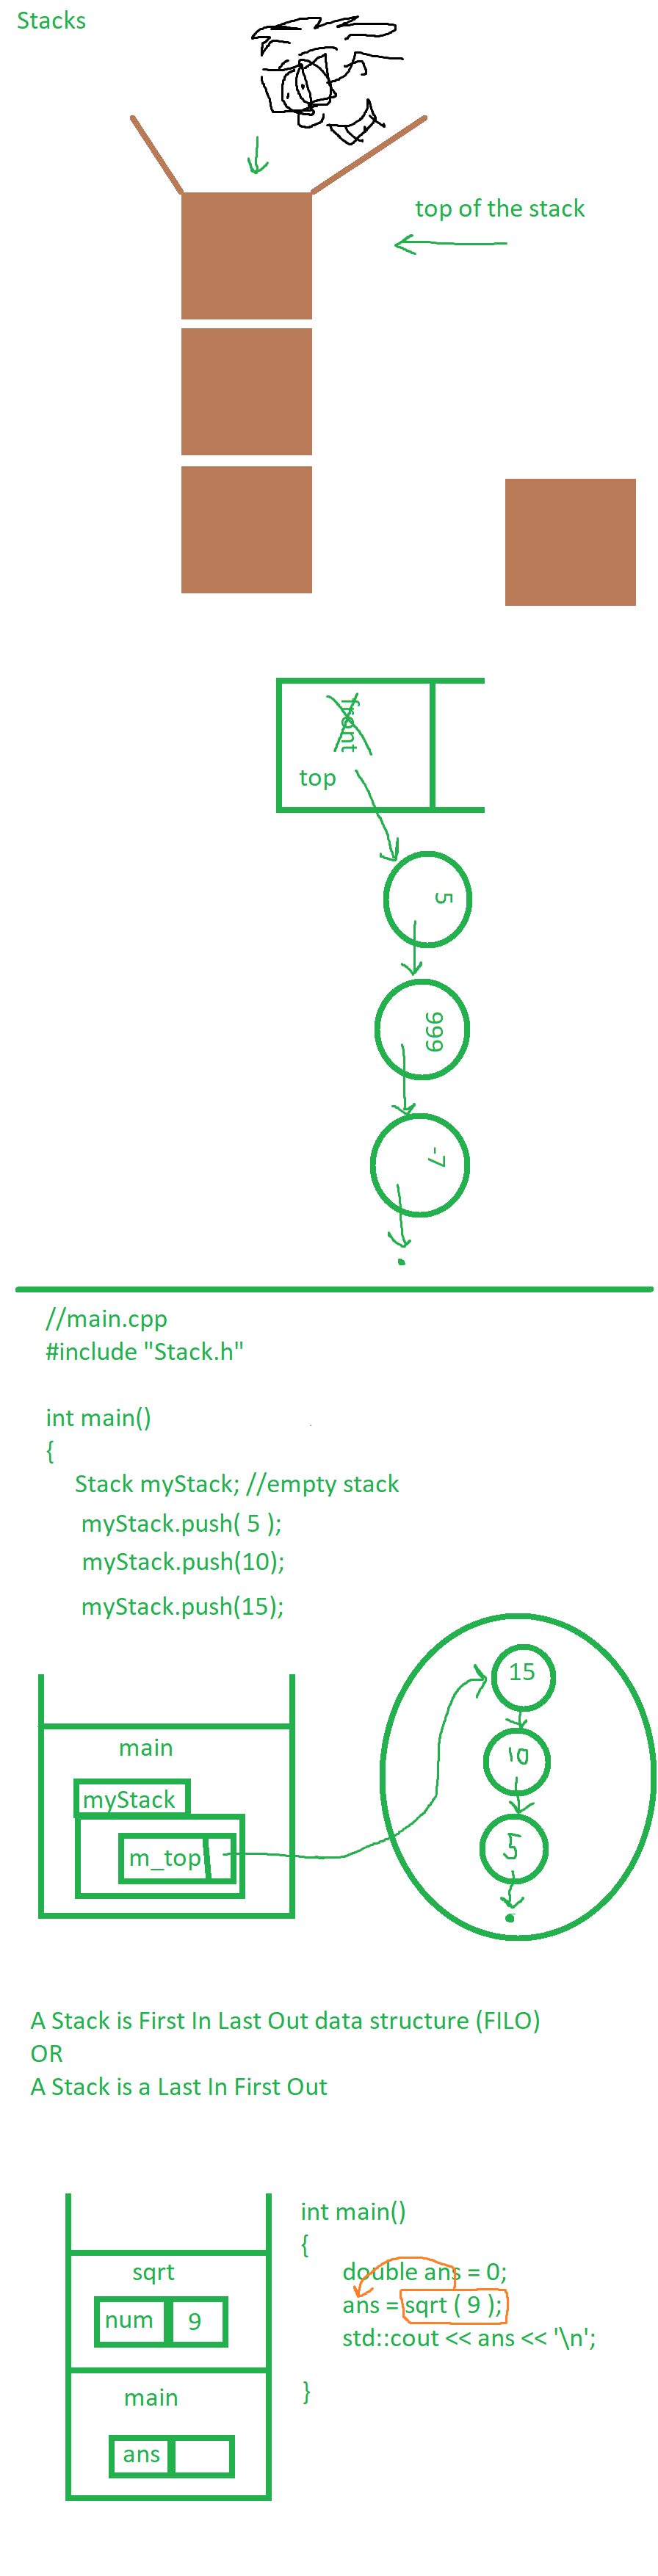 Stacks
top of the stack
front
top
5
999
-7
//main.cpp
#include "Stack.h"
int main()
{
Stack myStack; //empty stack
myStack.push( 5 );
myStack.push(10);
myStack.push(15);
15
main
10
myStack
5
m_top
A Stack is First In Last Out data structure (FILO)
OR
A Stack is a Last In First Out
int main()
{
sqrt
double ans = 0;
num 9
ans = sqrt ( 9 );
std::cout << ans << '\n';
main
}
ans